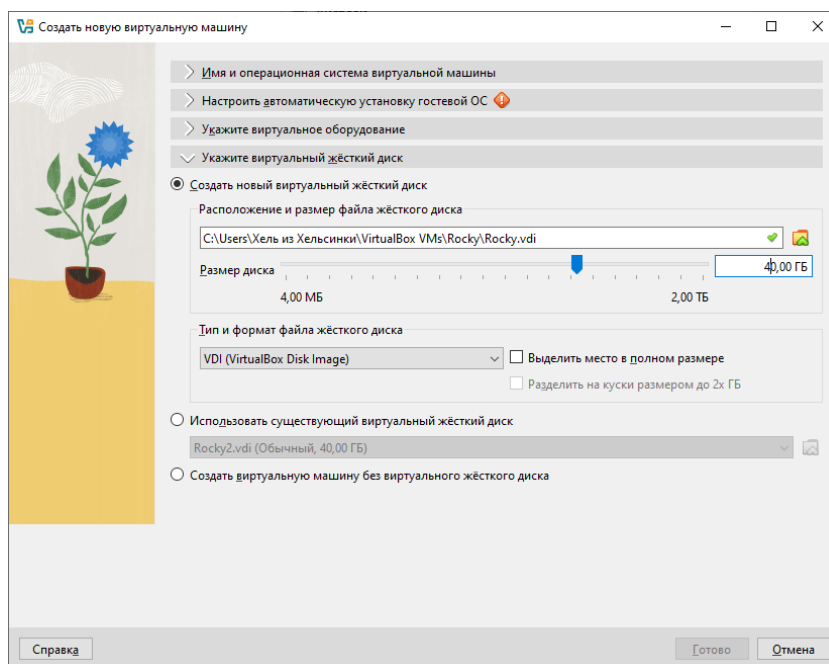 Создать новую виртуальную машину
Имя и операционная система виртуальной машины
Настроить автоматическую установку гостевой ОС
Укажите виртуальное оборудование
Укажите виртуальный жёсткий диск
Создать новый виртуальный жёсткий диск
Расположение и размер файла жёсткого диска
C:\Users\Хель из Хельсинки\VirtualBox VMs\Rocky\Rocky.vdi
Размер диска 40,00 ГБ
4,00 МБ 2,00 ТБ
Тип и формат файла жёсткого диска
VDI (VirtualBox Disk Image) Выделить место в полном размере
Разделить на куски размером до 2х ГБ
Использовать существующий виртуальный жёсткий диск
Rocky2.vdi (Обычный, 40,00 ГБ)
Создать виртуальную машину без виртуального жёсткого диска
Справка Готово Отмена